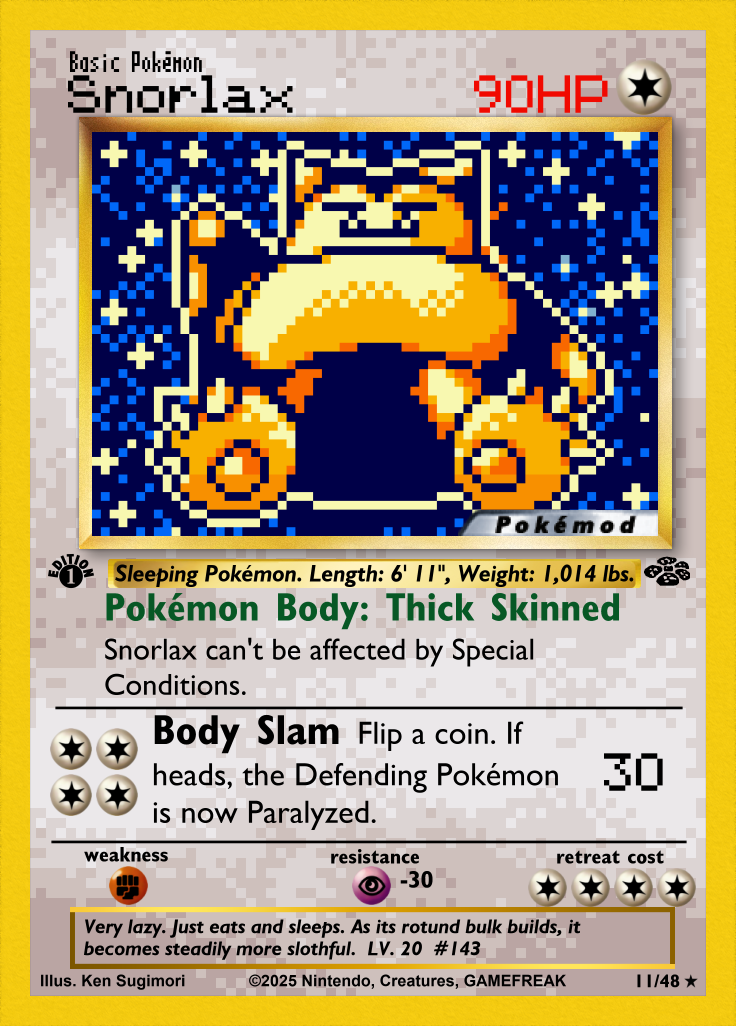 Basic Pokémon
Snorlax 90HP
Pokémod
EDITION 1
Sleeping Pokémon. Length: 6' 11", Weight: 1,014 lbs.
Pokémon Body: Thick Skinned
Snorlax can't be affected by Special
Conditions.
Body Slam Flip a coin. If
heads, the Defending Pokémon
is now Paralyzed.
30
weakness resistance retreat cost
-30
Very lazy. Just eats and sleeps. As its rotund bulk builds, it
becomes steadily more slothful. LV. 20 #143
Illus. Ken Sugimori ©2025 Nintendo, Creatures, GAMEFREAK 11/48 ★